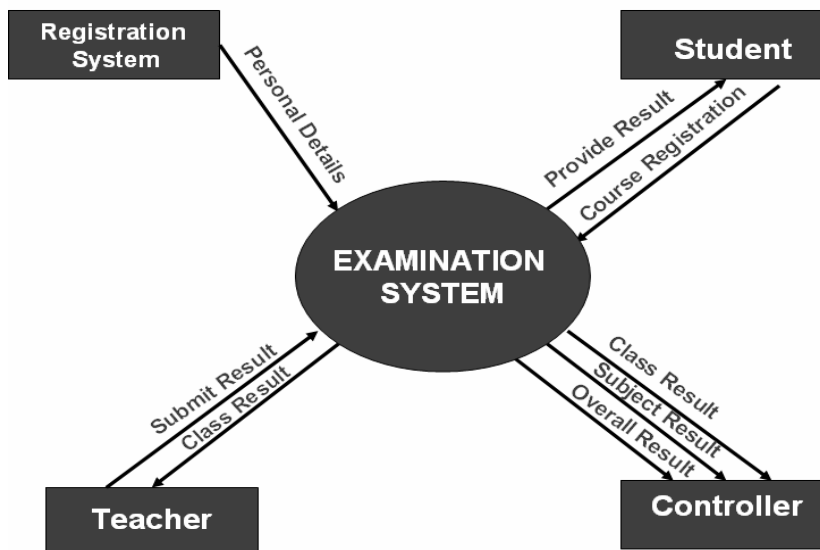 Registration
System
Student
Personal Details
Provide Result
Course Registration
EXAMINATION
SYSTEM
Submit Result
Class Result
Class Result
Subject Result
Overall Result
Teacher
Controller